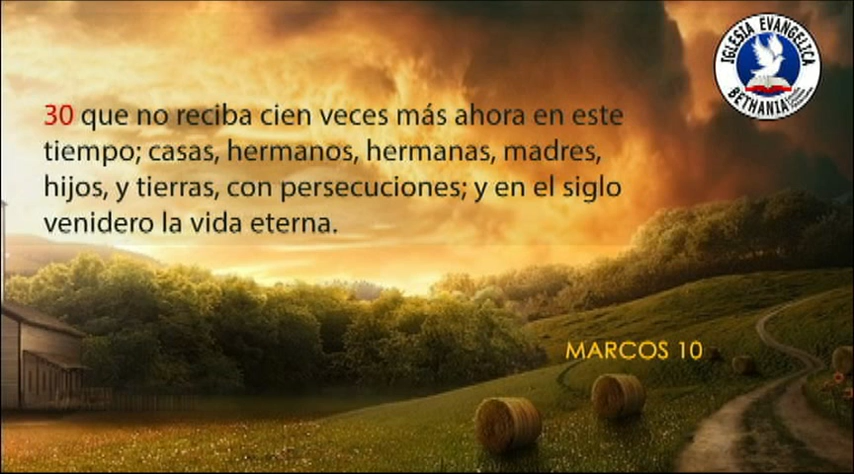 30 que no reciba cien veces más ahora en este
tiempo; casas, hermanos, hermanas, madres,
hijos, y tierras, con persecuciones; y en el siglo
venidero la vida eterna.
MARCOS 10
IGLESIA EVANGELICA
BETHANIA